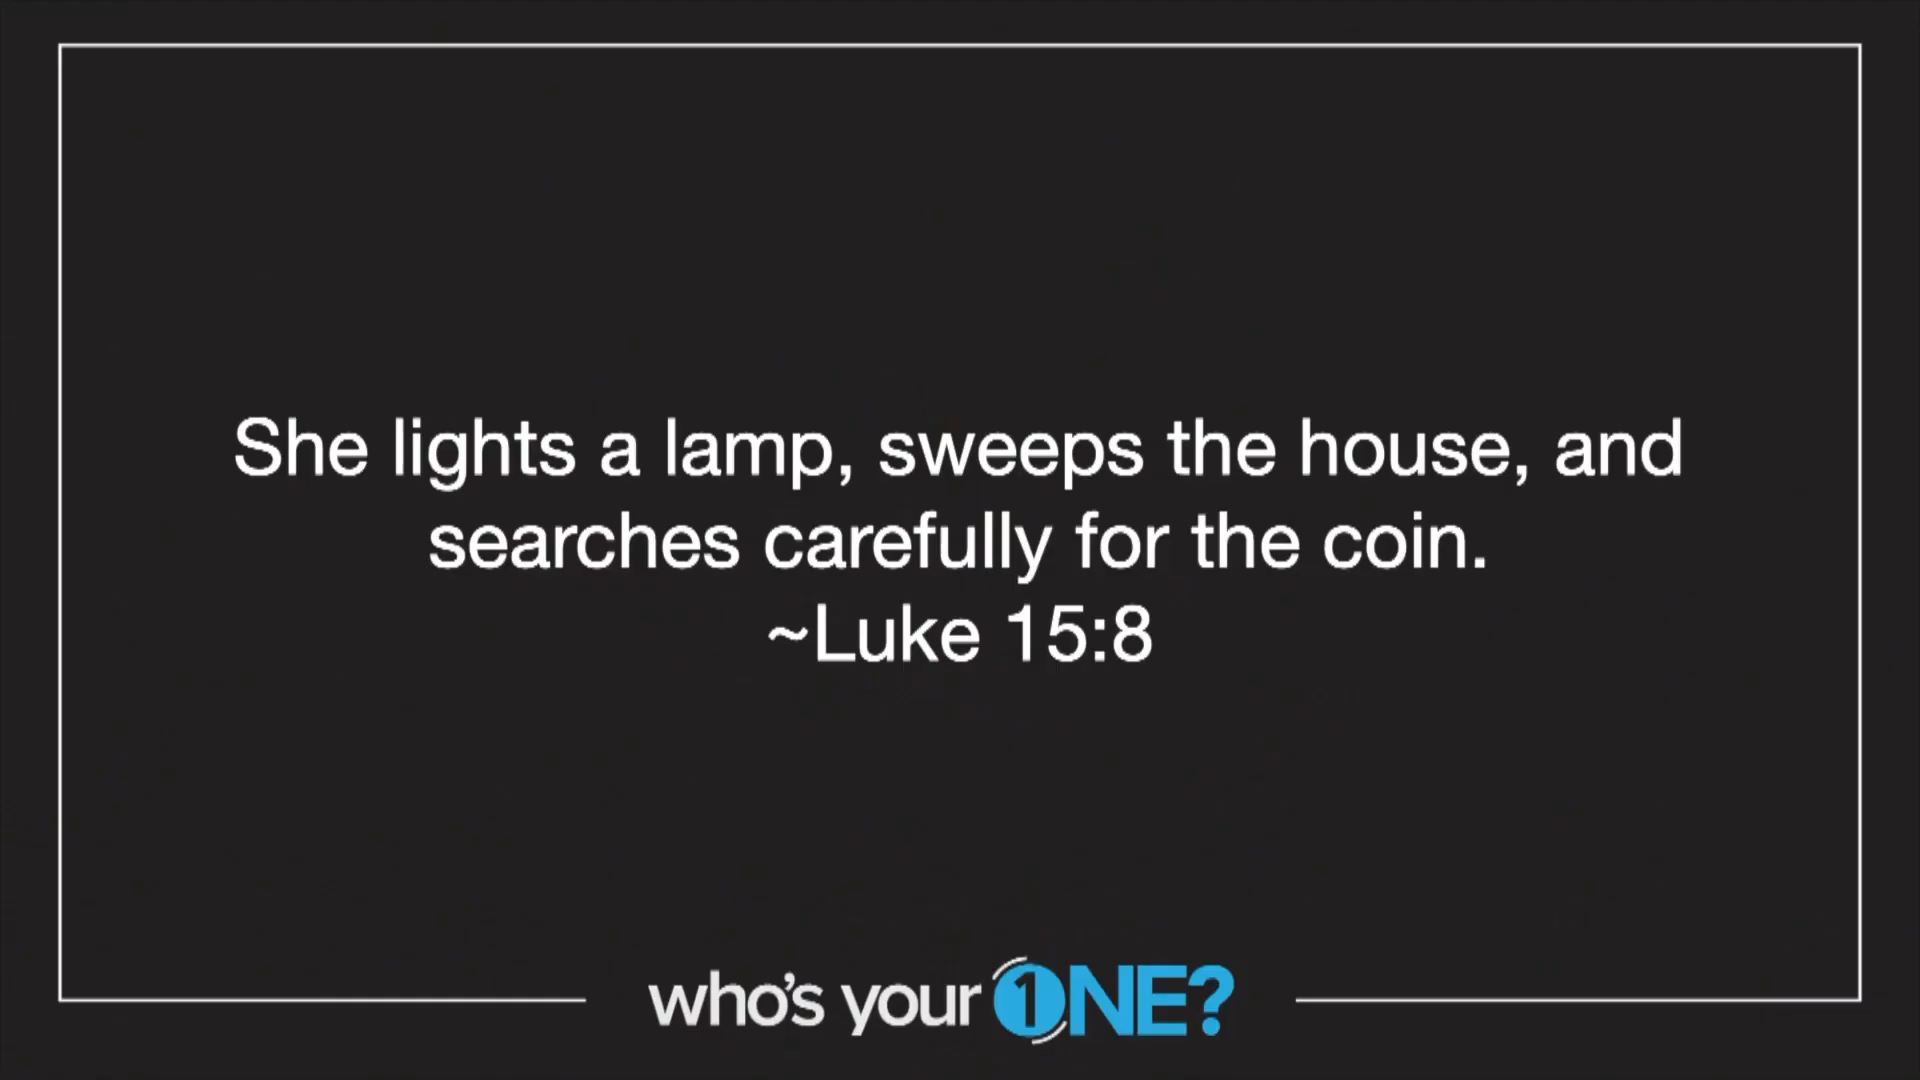 She lights a lamp, sweeps the house, and
searches carefully for the coin.
~Luke 15:8
who's your 1NE?